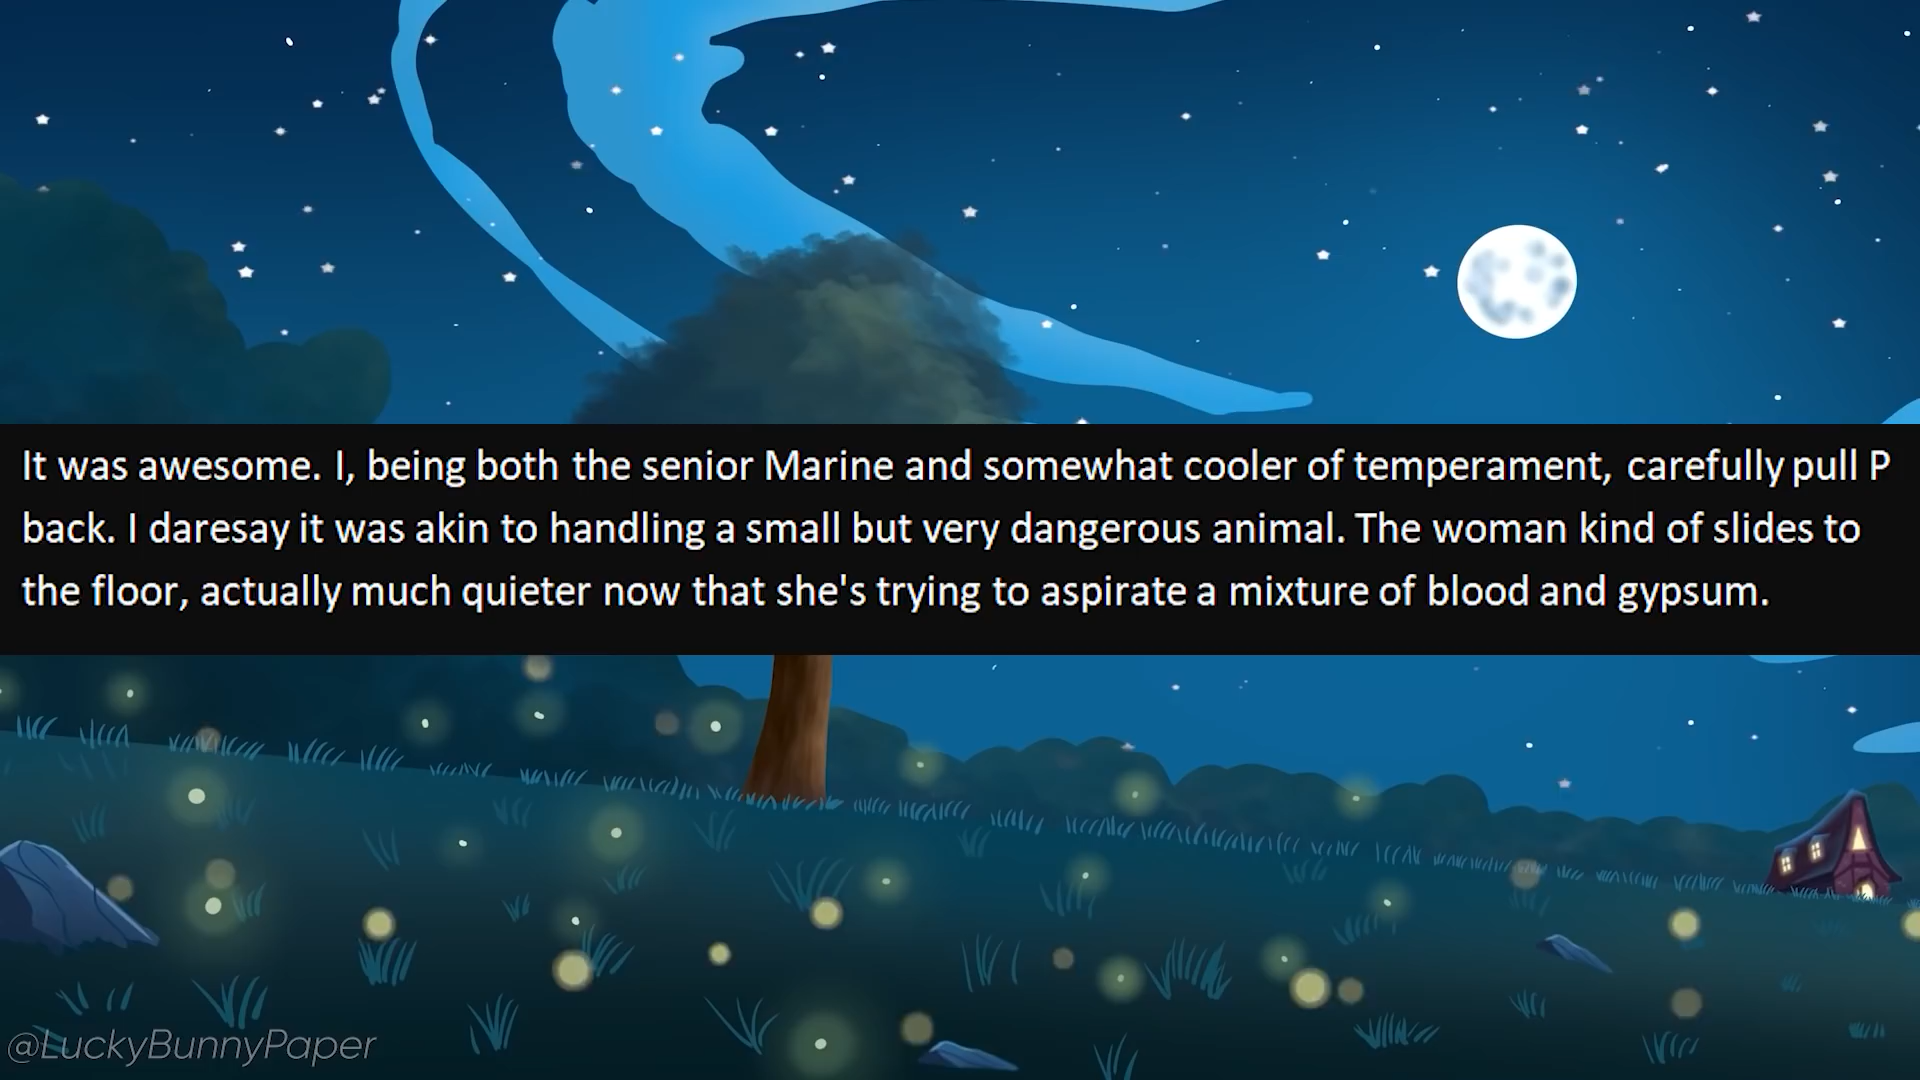 It was awesome. I, being both the senior Marine and somewhat cooler of temperament, carefully pull P
back. I daresay it was akin to handling a small but very dangerous animal. The woman kind of slides to
the floor, actually much quieter now that she's trying to aspirate a mixture of blood and gypsum.
@LuckyBunnyPaper